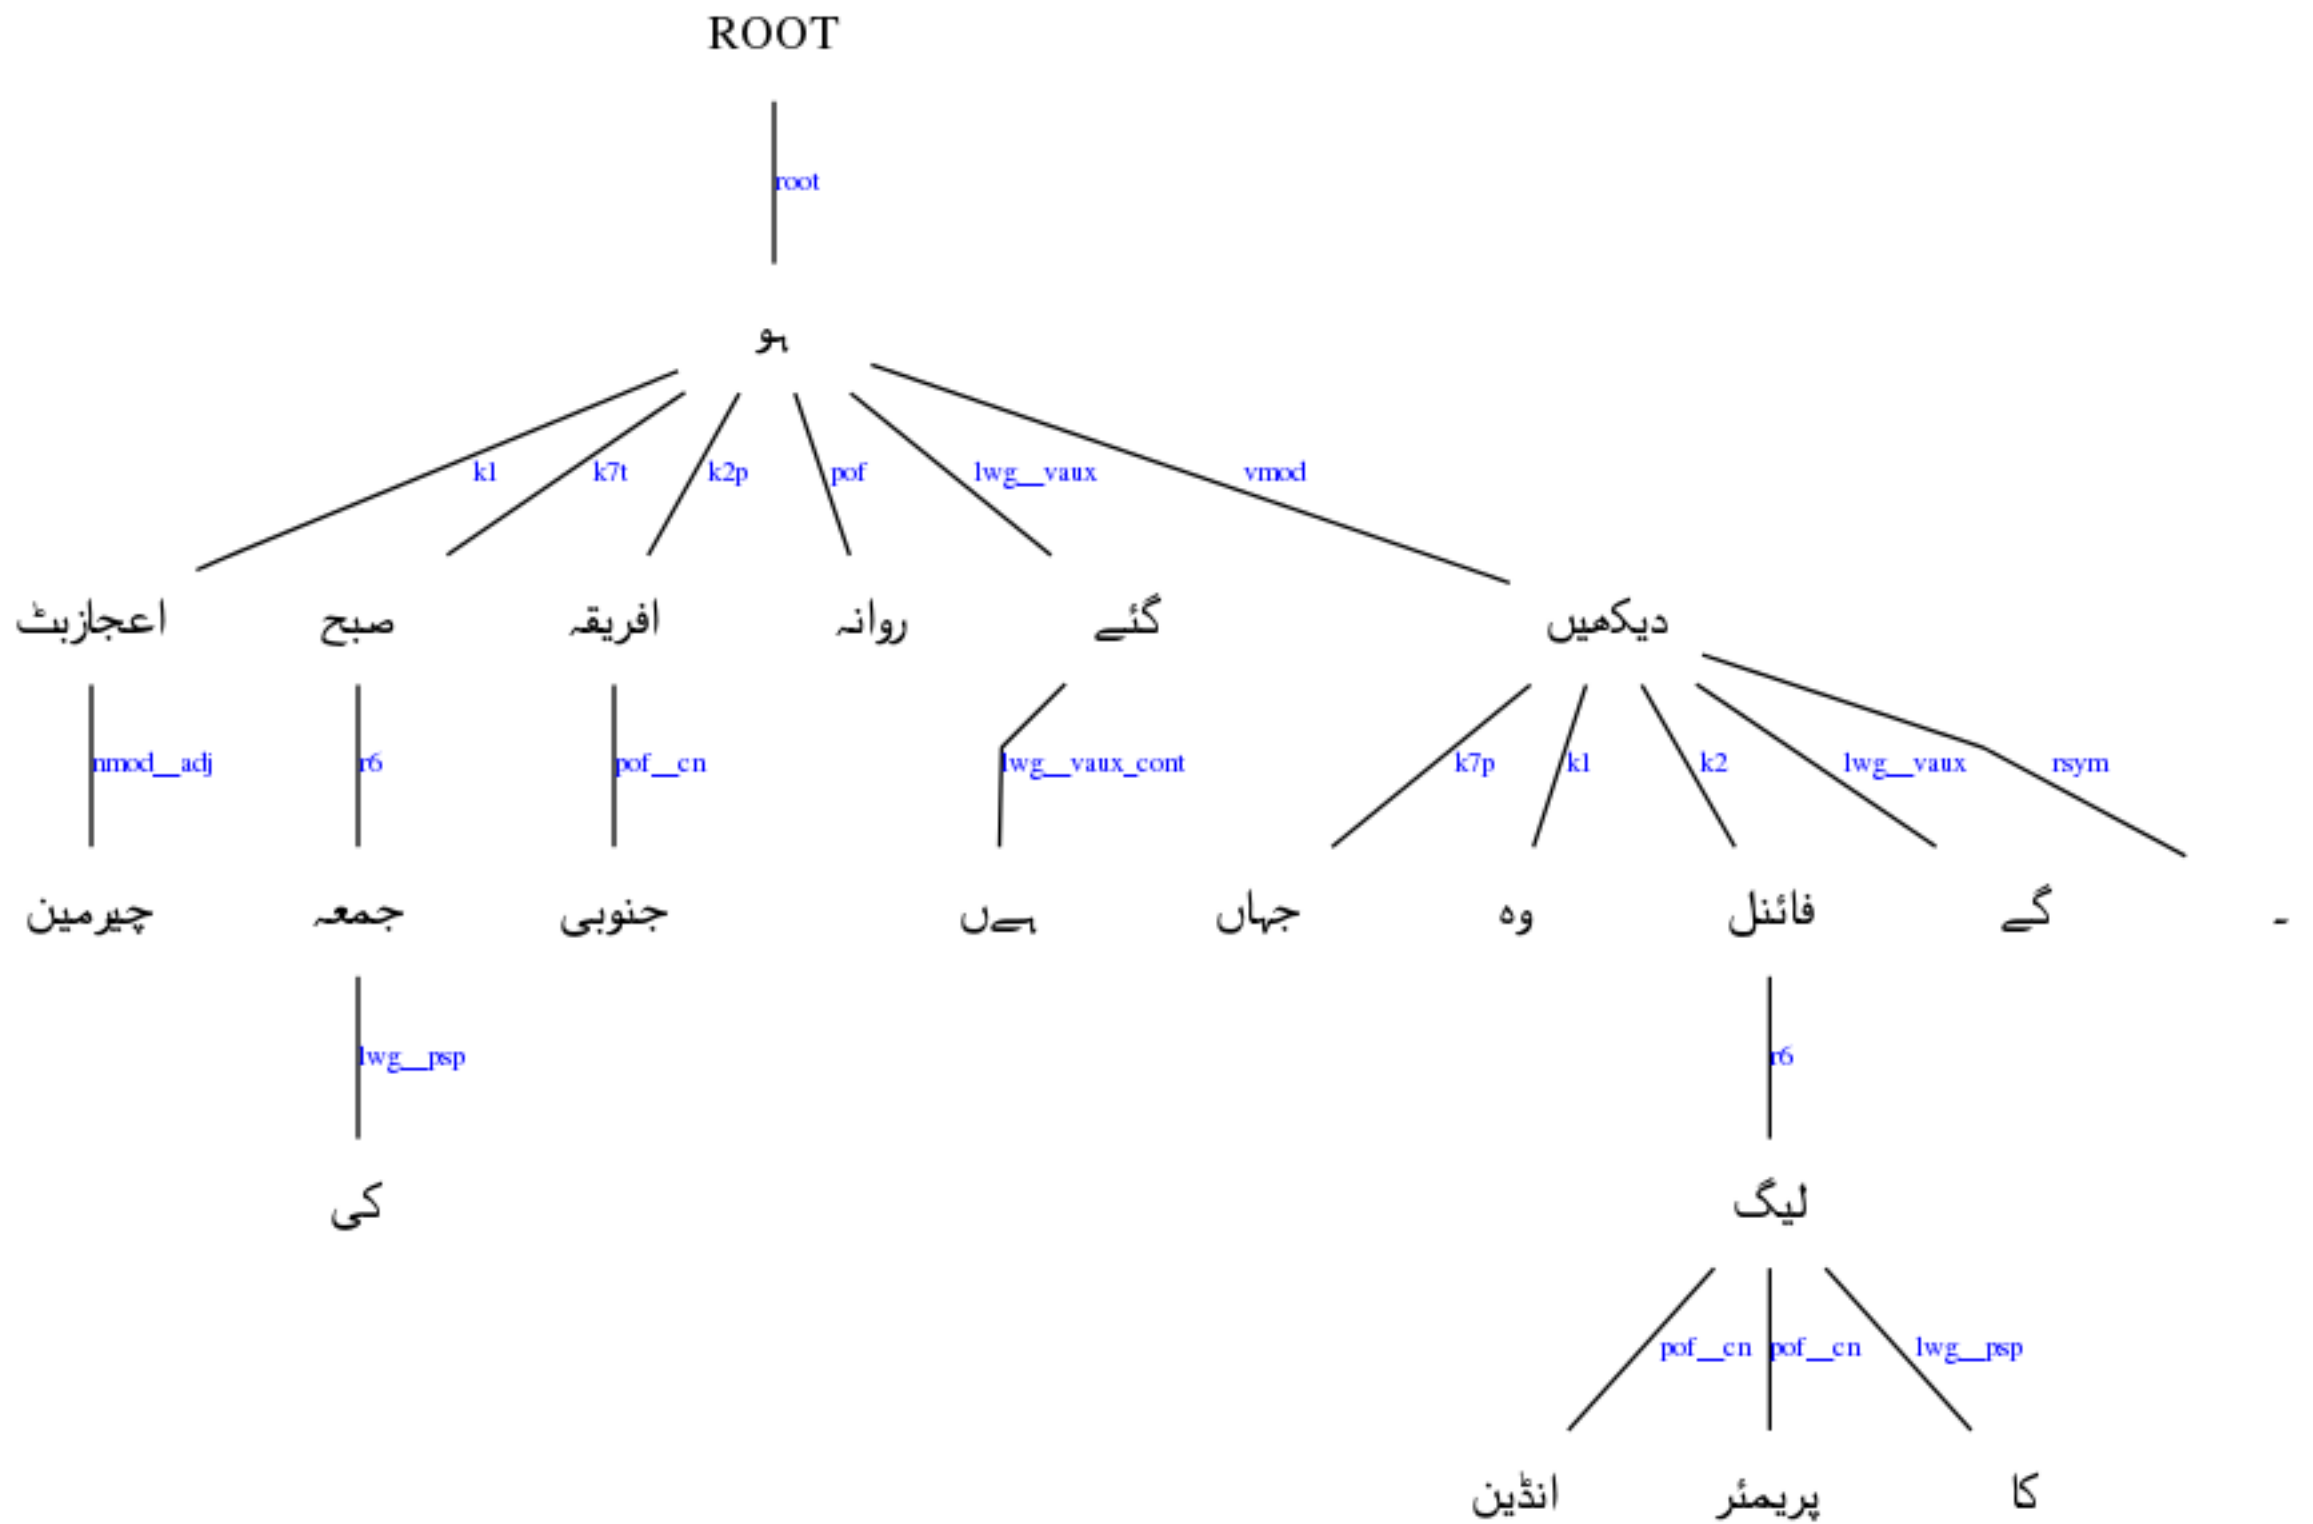 ROOT
root
ہو
k1 k7t k2p pof lwg__vaux vmod
اعجازبٹ صبح افریقہ روانہ گئے دیکھیں
nmod__adj r6 pof__cn lwg__vaux_cont k7p k1 k2 lwg__vaux rsym
چیرمین جمعہ جنوبی ہےں جہاں وہ فائنل گے ۔
lwg__psp r6
کی لیگ
pof__cn pof__cn lwg__psp
انڈین پریمئر کا